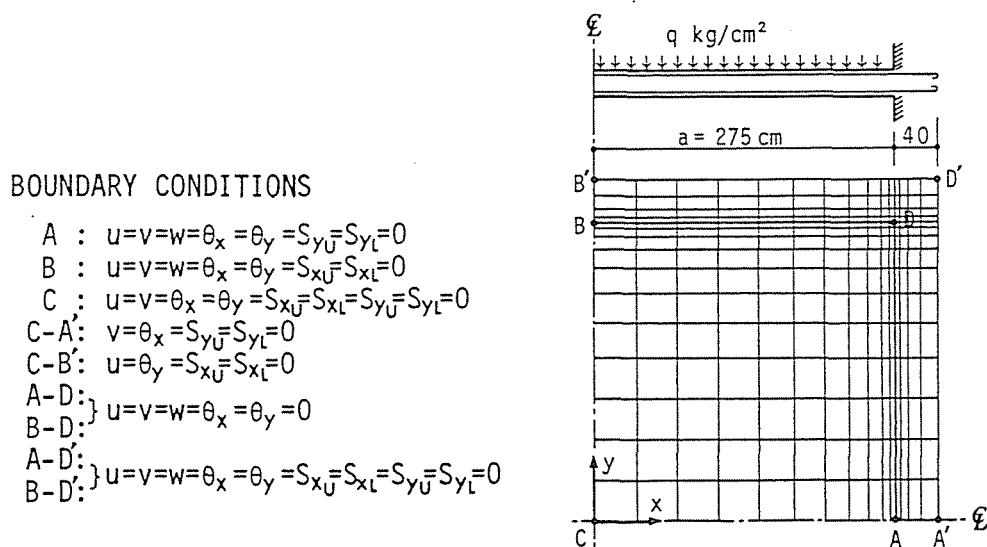 BOUNDARY CONDITIONS
A : u=v=w=θx=θy=SyU=SyL=0
B : u=v=w=θx=θy=SxU=SxL=0
C : u=v=θx=θy=SxU=SxL=SyU=SyL=0
C-A': v=θx=SyU=SyL=0
C-B': u=θy=SxU=SxL=0
A-D:
B-D: } u=v=w=θx=θy=0
A-D':
B-D': } u=v=w=θx=θy=SxU=SxL=SyU=SyL=0
℄
q kg/cm²
a = 275 cm
40
B'
D'
B
D
y
x
℄
C
A
A'